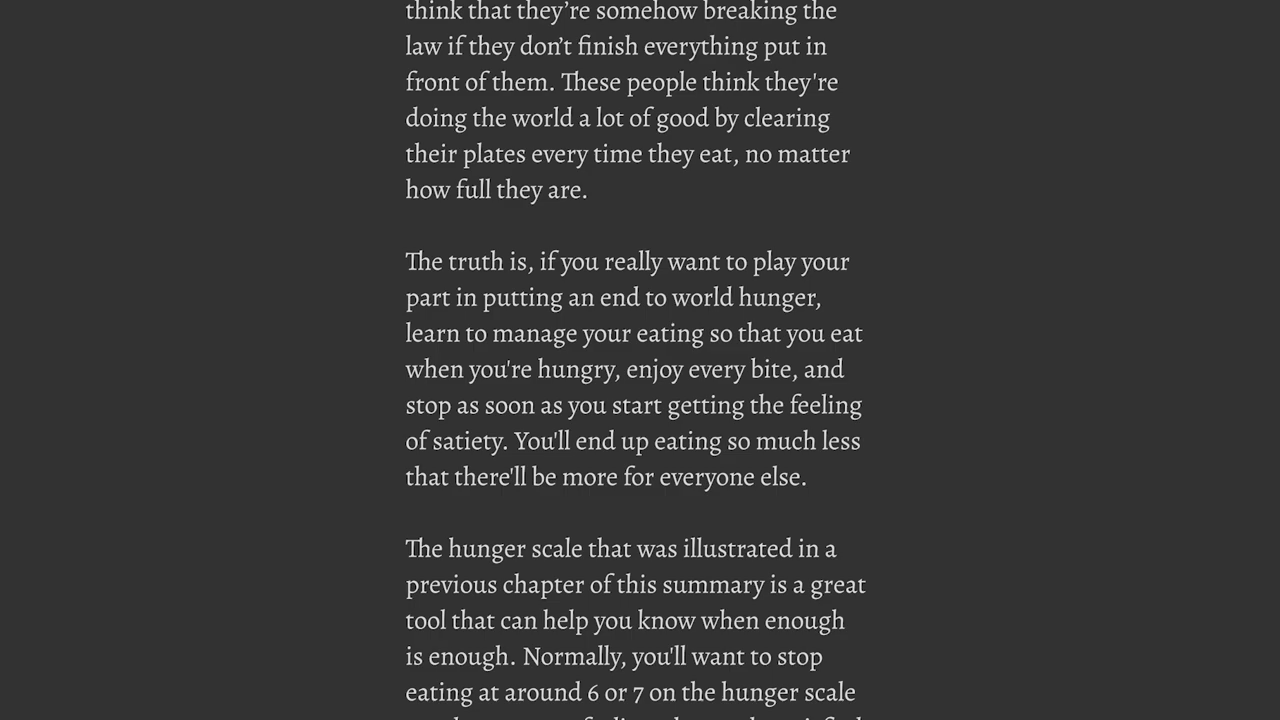 think that they’re somehow breaking the
law if they don’t finish everything put in
front of them. These people think they're
doing the world a lot of good by clearing
their plates every time they eat, no matter
how full they are.
The truth is, if you really want to play your
part in putting an end to world hunger,
learn to manage your eating so that you eat
when you're hungry, enjoy every bite, and
stop as soon as you start getting the feeling
of satiety. You'll end up eating so much less
that there'll be more for everyone else.
The hunger scale that was illustrated in a
previous chapter of this summary is a great
tool that can help you know when enough
is enough. Normally, you'll want to stop
eating at around 6 or 7 on the hunger scale